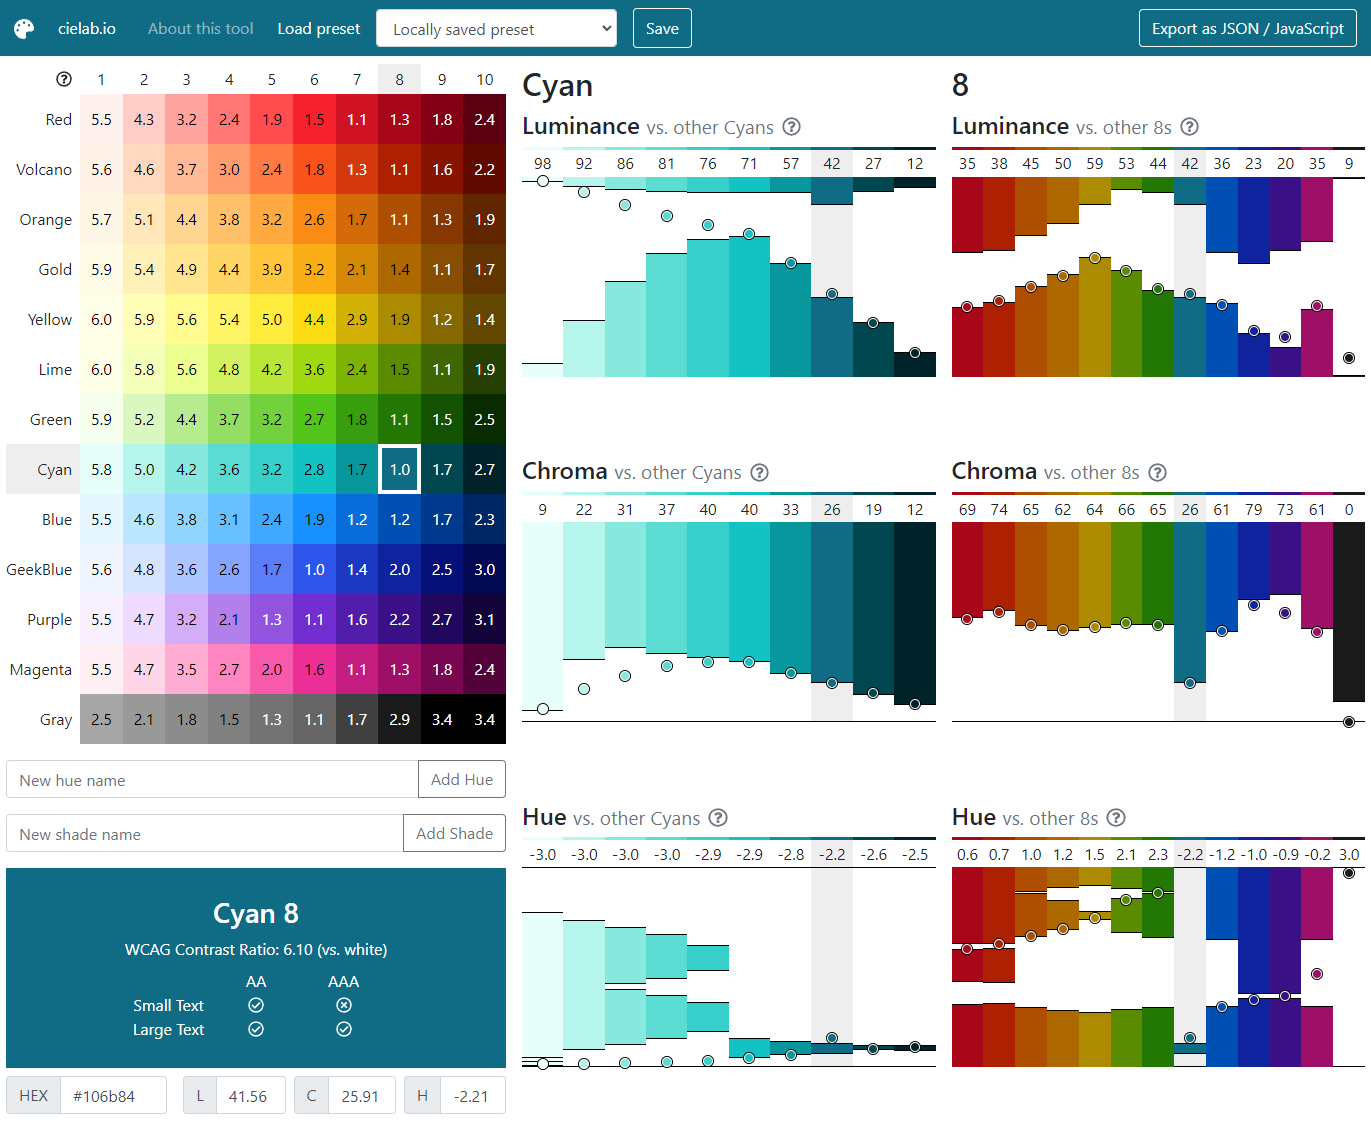 cielab.io About this tool Load preset Locally saved preset Save Export as JSON / JavaScript
1 2 3 4 5 6 7 8 9 10
Red 5.5 4.3 3.2 2.4 1.9 1.5 1.1 1.3 1.8 2.4
Volcano 5.6 4.6 3.7 3.0 2.4 1.8 1.3 1.1 1.6 2.2
Orange 5.7 5.1 4.4 3.8 3.2 2.6 1.7 1.1 1.3 1.9
Gold 5.9 5.4 4.9 4.4 3.9 3.2 2.1 1.4 1.1 1.7
Yellow 6.0 5.9 5.6 5.4 5.0 4.4 2.9 1.9 1.2 1.4
Lime 6.0 5.8 5.6 4.8 4.2 3.6 2.4 1.5 1.1 1.9
Green 5.9 5.2 4.4 3.7 3.2 2.7 1.8 1.1 1.5 2.5
Cyan 5.8 5.0 4.2 3.6 3.2 2.8 1.7 1.0 1.7 2.7
Blue 5.5 4.6 3.8 3.1 2.4 1.9 1.2 1.2 1.7 2.3
GeekBlue 5.6 4.8 3.6 2.6 1.7 1.0 1.4 2.0 2.5 3.0
Purple 5.5 4.7 3.2 2.1 1.3 1.1 1.6 2.2 2.7 3.1
Magenta 5.5 4.7 3.5 2.7 2.0 1.6 1.1 1.3 1.8 2.4
Gray 2.5 2.1 1.8 1.5 1.3 1.1 1.7 2.9 3.4 3.4
New hue name Add Hue
New shade name Add Shade
Cyan 8
WCAG Contrast Ratio: 6.10 (vs. white)
AA AAA
Small Text
Large Text
HEX #106b84 L 41.56 C 25.91 H -2.21
Cyan
Luminance vs. other Cyans
98 92 86 81 76 71 57 42 27 12
Chroma vs. other Cyans
9 22 31 37 40 40 33 26 19 12
Hue vs. other Cyans
-3.0 -3.0 -3.0 -3.0 -2.9 -2.9 -2.8 -2.2 -2.6 -2.5
8
Luminance vs. other 8s
35 38 45 50 59 53 44 42 36 23 20 35 9
Chroma vs. other 8s
69 74 65 62 64 66 65 26 61 79 73 61 0
Hue vs. other 8s
0.6 0.7 1.0 1.2 1.5 2.1 2.3 -2.2 -1.2 -1.0 -0.9 -0.2 3.0